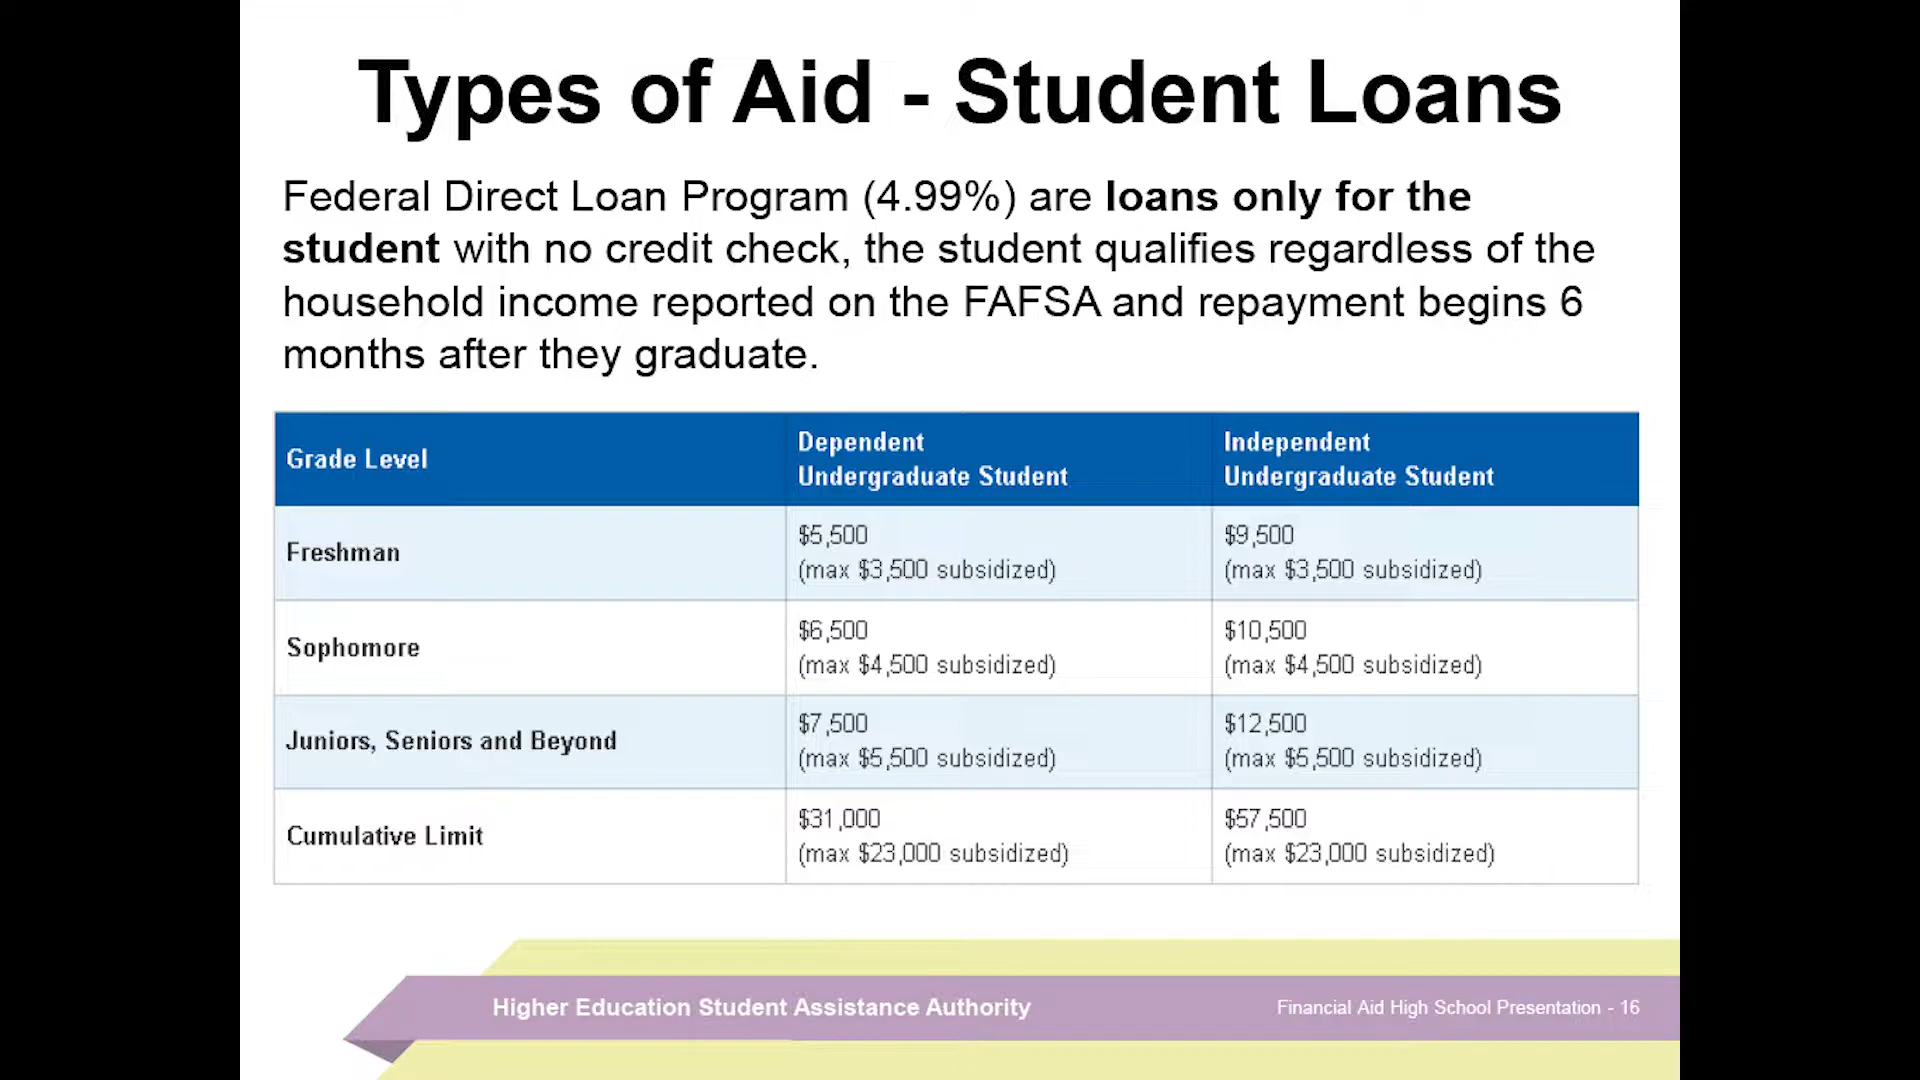 Types of Aid - Student Loans
Federal Direct Loan Program (4.99%) are loans only for the
student with no credit check, the student qualifies regardless of the
household income reported on the FAFSA and repayment begins 6
months after they graduate.
Grade Level
Dependent
Undergraduate Student
Independent
Undergraduate Student
Freshman
$5,500
(max $3,500 subsidized)
$9,500
(max $3,500 subsidized)
Sophomore
$6,500
(max $4,500 subsidized)
$10,500
(max $4,500 subsidized)
Juniors, Seniors and Beyond
$7,500
(max $5,500 subsidized)
$12,500
(max $5,500 subsidized)
Cumulative Limit
$31,000
(max $23,000 subsidized)
$57,500
(max $23,000 subsidized)
Higher Education Student Assistance Authority
Financial Aid High School Presentation - 16